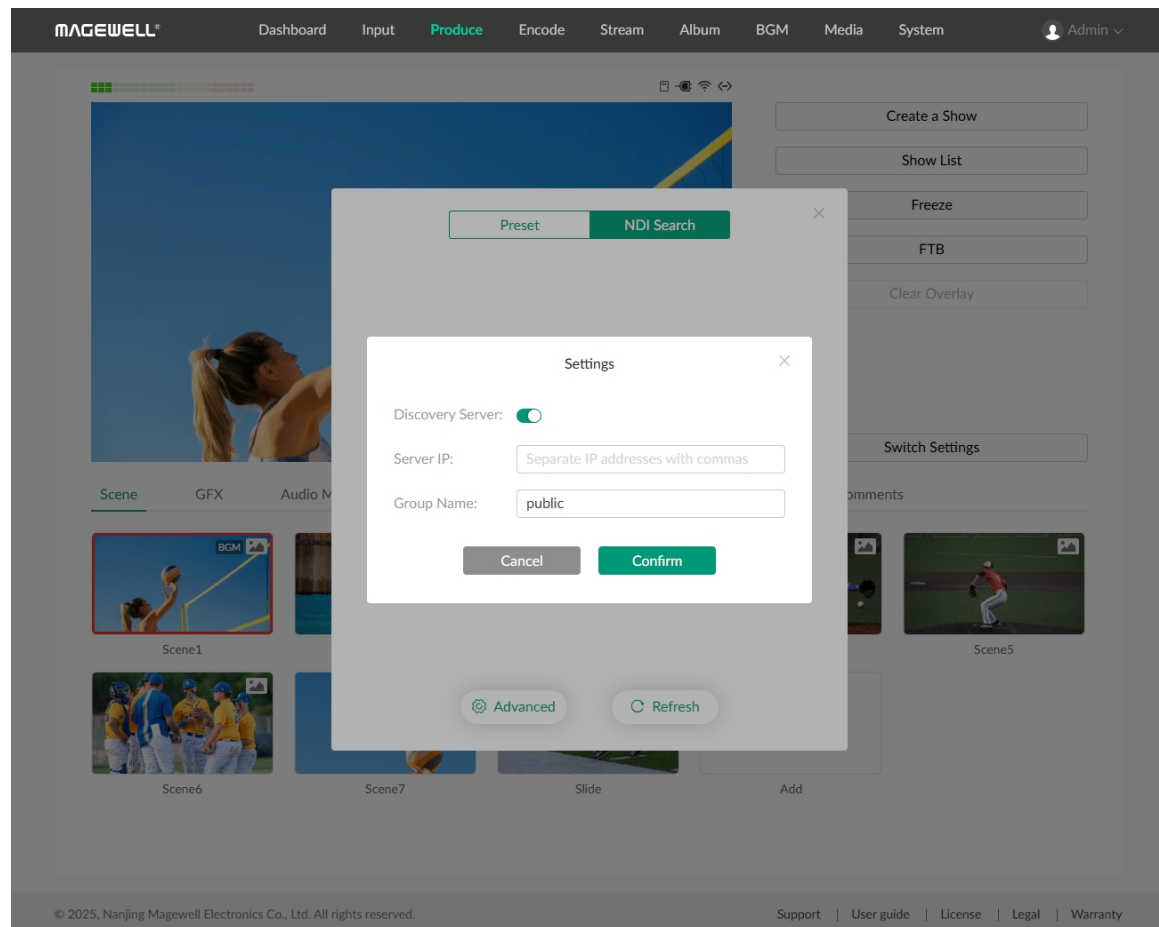 MAGEWELL®
Dashboard Input Produce Encode Stream Album BGM Media System Admin
Create a Show
Show List
Preset NDI Search
Freeze
FTB
Clear Overlay
Settings
Discovery Server:
Server IP: Separate IP addresses with commas
Group Name: public
Cancel Confirm
Switch Settings
Scene GFX Audio M omments
BGM
Scene1 Scene5
Advanced Refresh
Scene6 Scene7 Slide Add
© 2025, Nanjing Magewell Electronics Co., Ltd. All rights reserved. Support | User guide | License | Legal | Warranty